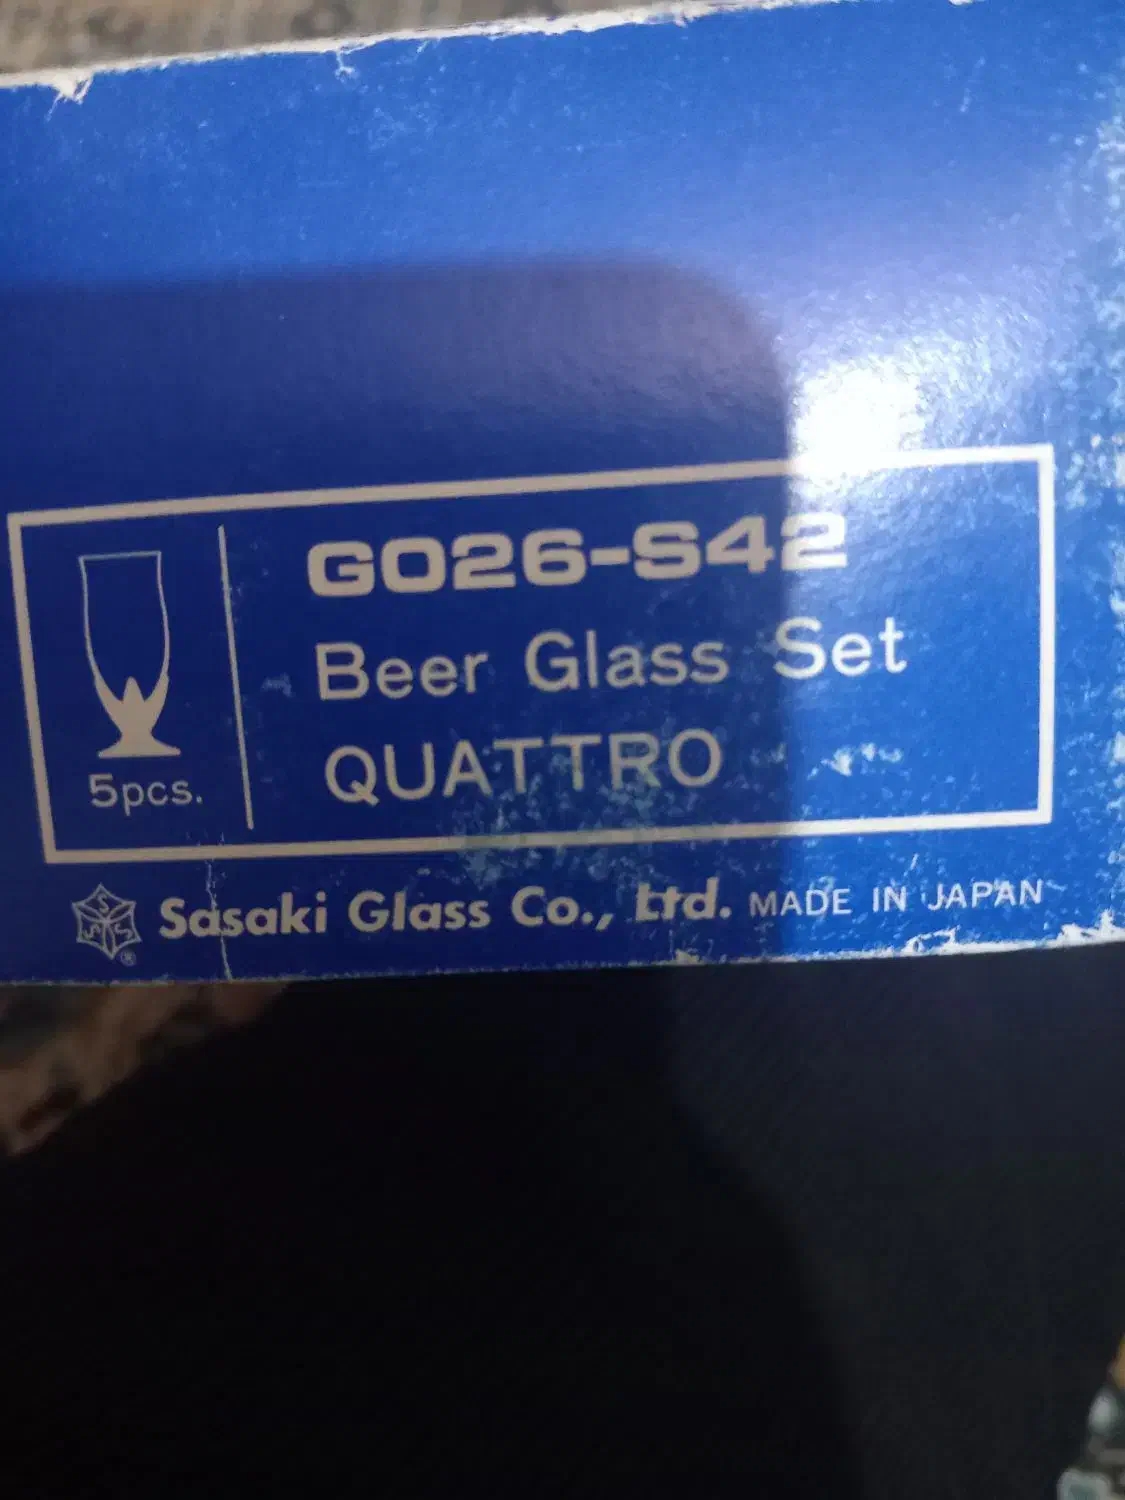 G026-S42
Beer Glass Set
QUATTRO
5pcs.
S S S ®
Sasaki Glass Co., Ltd. MADE IN JAPAN